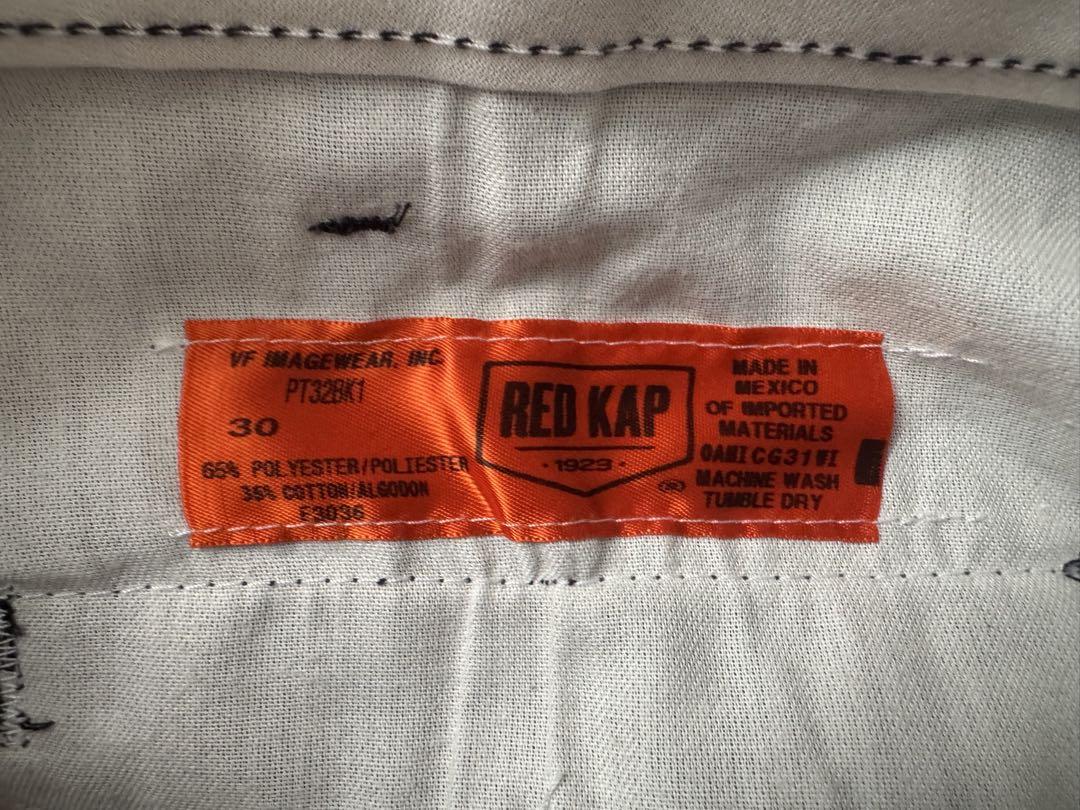 VF IMAGEWEAR, INC
PT32BK1
30
65% POLYESTER/POLIESTER
35% COTTON/ALGODON
F3036
RED KAP
· 1923 ·
®
MADE IN
MEXICO
OF IMPORTED
MATERIALS
MACHINE WASH
TUMBLE DRY